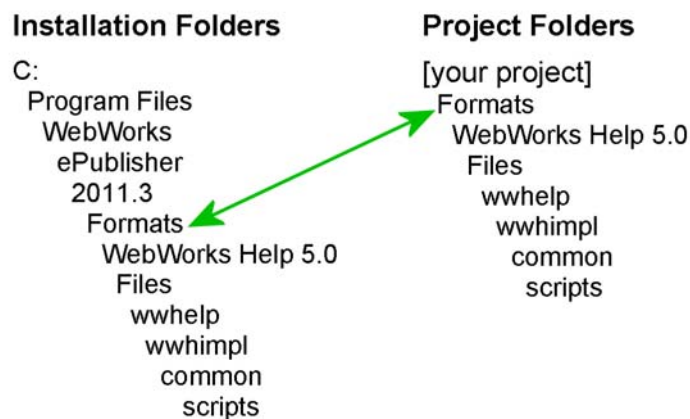 Installation Folders
C:
Program Files
WebWorks
ePublisher
2011.3
Formats
WebWorks Help 5.0
Files
wwhelp
wwhimpl
common
scripts
Project Folders
[your project]
Formats
WebWorks Help 5.0
Files
wwhelp
wwhimpl
common
scripts